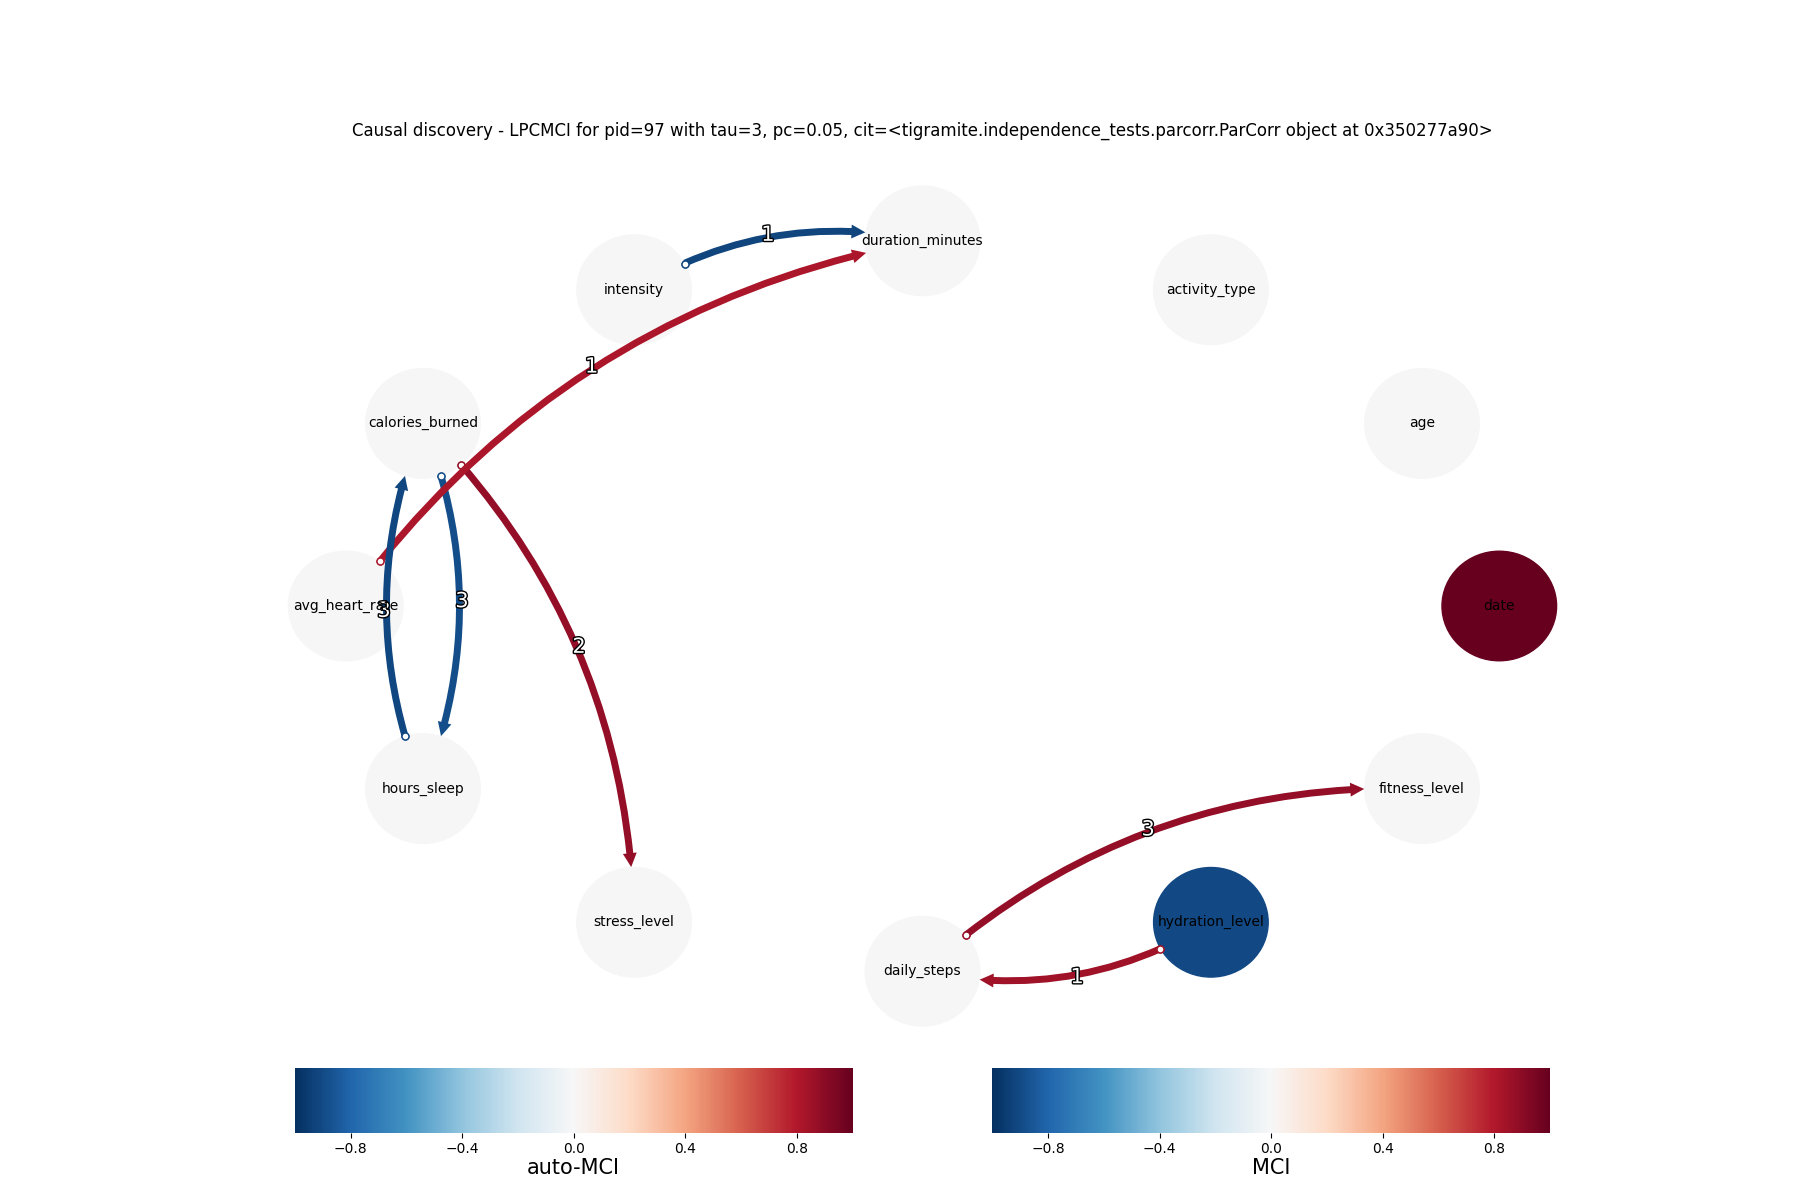 Causal discovery - LPCMCI for pid=97 with tau=3, pc=0.05, cit=<tigramite.independence_tests.parcorr.ParCorr object at 0x350277a90>
duration_minutes
1
intensity
activity_type
1
calories_burned
age
avg_heart_rate
3
3
date
2
hours_sleep
fitness_level
3
stress_level
hydration_level
daily_steps
1
−0.8 −0.4 0.0 0.4 0.8
auto-MCI
−0.8 −0.4 0.0 0.4 0.8
MCI